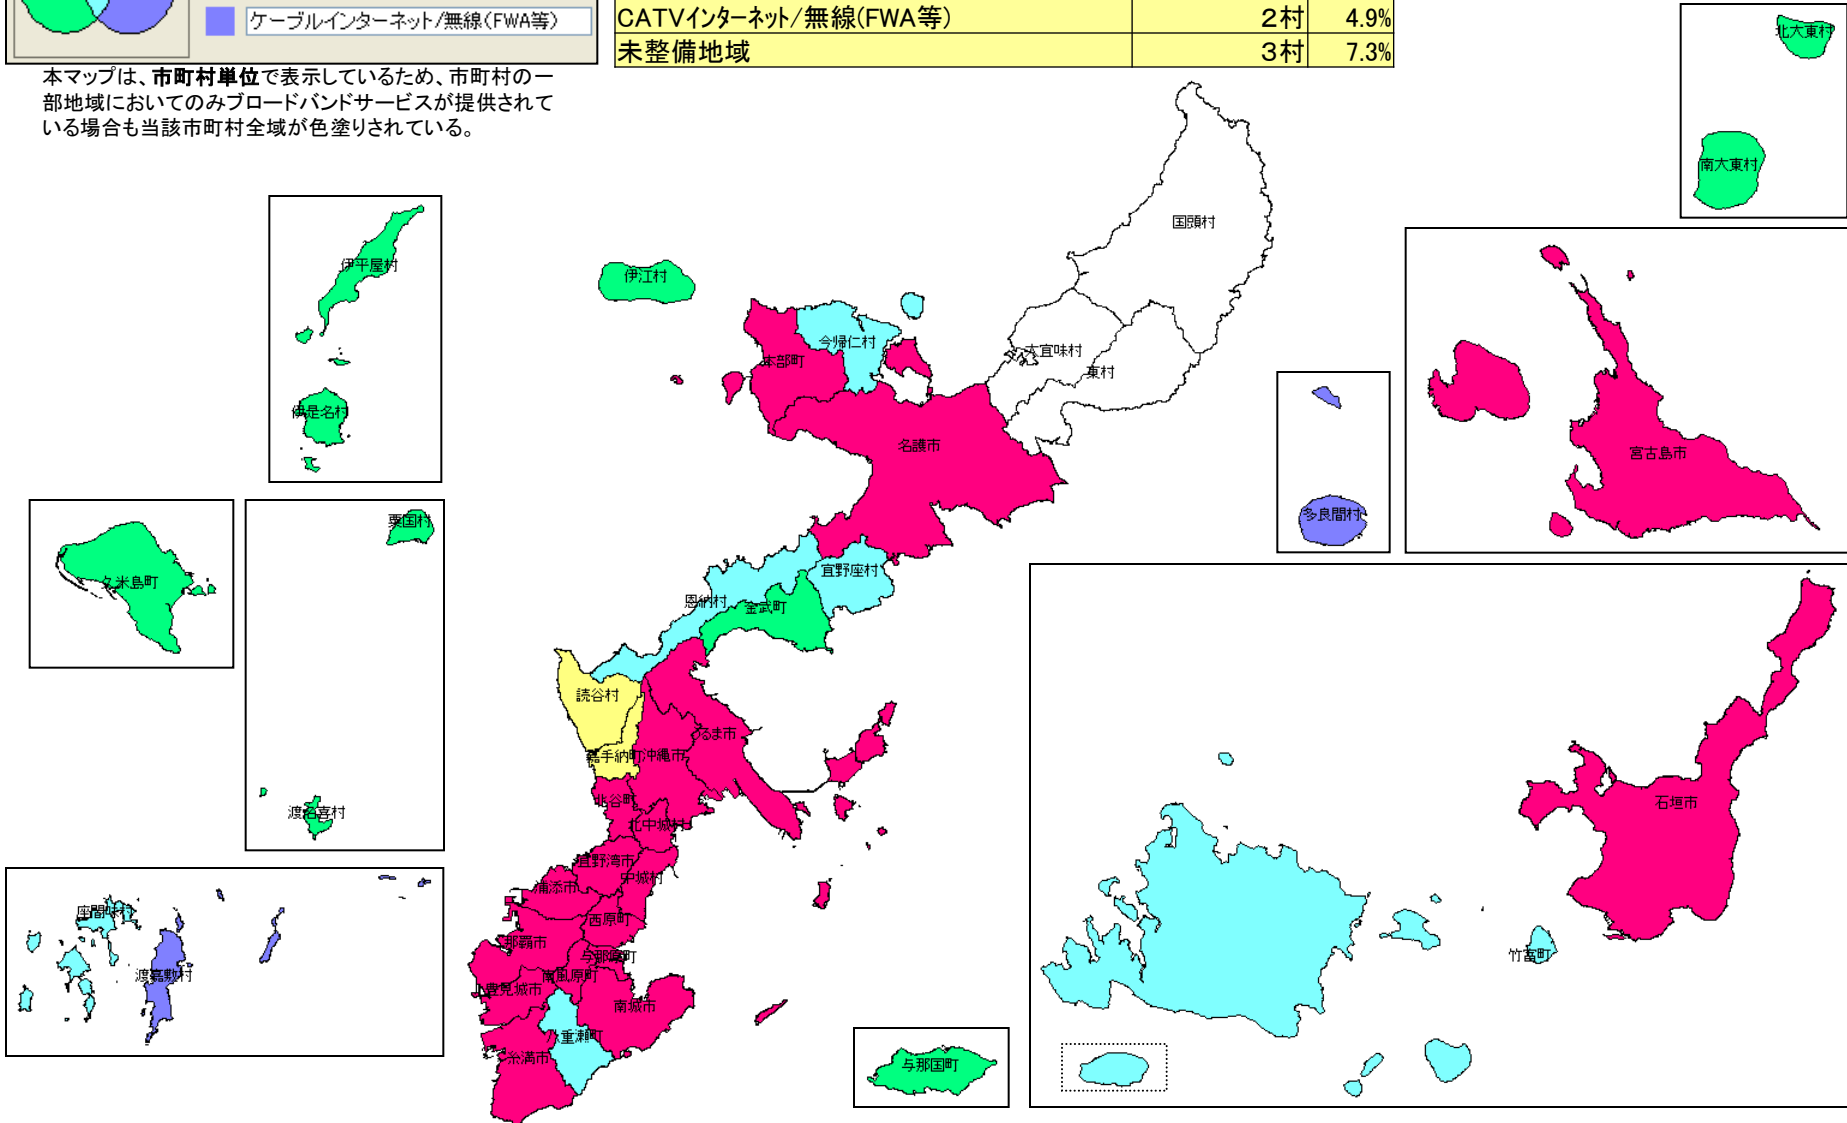 ケーブルインターネット/無線(FWA等)
CATVインターネット/無線(FWA等) 2村 4.9%
未整備地域 3村 7.3%
本マップは、市町村単位で表示しているため、市町村の一
部地域においてのみブロードバンドサービスが提供されて
いる場合も当該市町村全域が色塗りされている。
北大東村
南大東村
国頭村
伊平屋村
伊江村
今帰仁村
大宜味村
本部町
東村
伊是名村
名護市
宮古島市
多良間村
粟国村
宜野座村
久米島町
恩納村
金武町
読谷村
うるま市
嘉手納町
沖縄市
北谷町
石垣市
渡名喜村
北中城村
宜野湾市
中城村
浦添市
座間味村
西原町
那覇市
与那原町
竹富町
渡嘉敷村
南風原町
豊見城市
南城市
八重瀬町
糸満市
与那国町